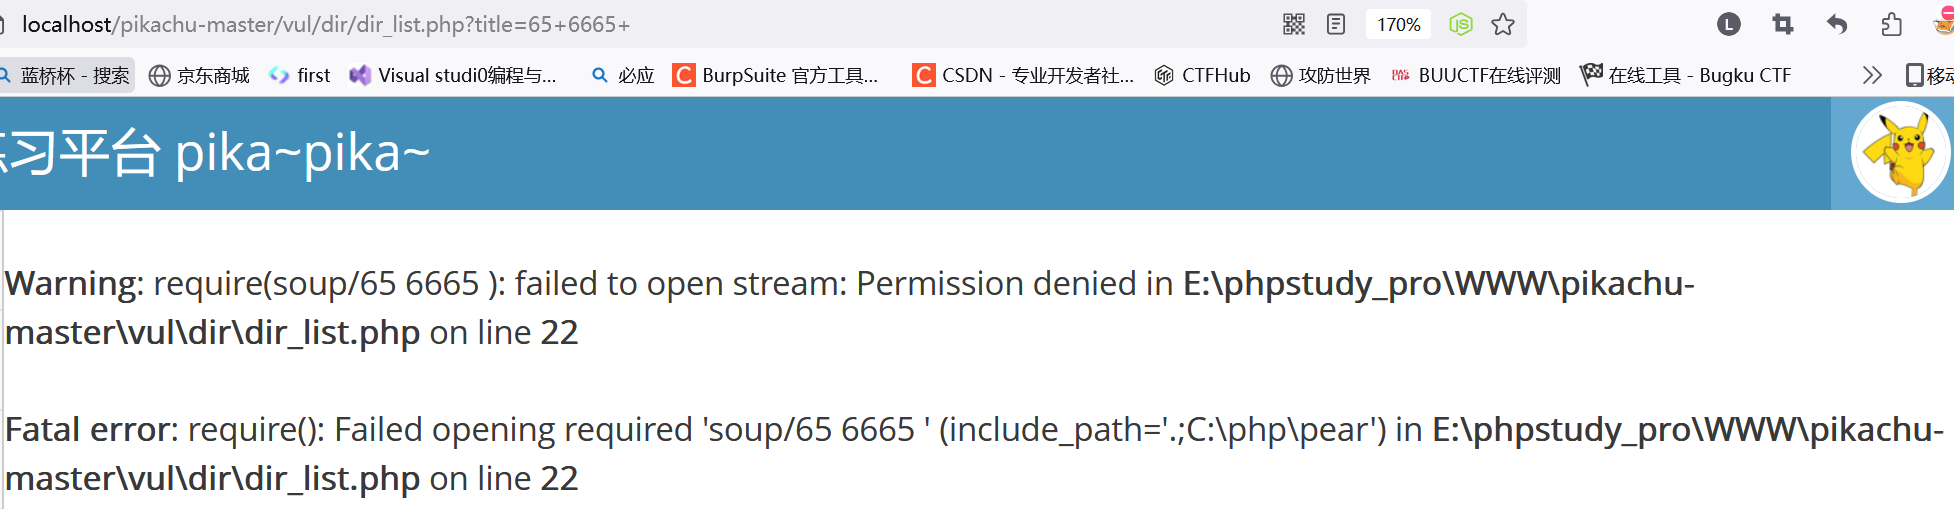 localhost/pikachu-master/vul/dir/dir_list.php?title=65+6665+ 170% JS L
蓝桥杯 - 搜索 京东商城 first Visual studi0编程与... 必应 C BurpSuite 官方工具... C CSDN - 专业开发者社... CTFHub 攻防世界 BUUCTF在线评测 在线工具 - Bugku CTF
习平台 pika~pika~
Warning: require(soup/65 6665 ): failed to open stream: Permission denied in E:\phpstudy_pro\WWW\pikachu-
master\vul\dir\dir_list.php on line 22
Fatal error: require(): Failed opening required 'soup/65 6665 ' (include_path='.;C:\php\pear') in E:\phpstudy_pro\WWW\pikachu-
master\vul\dir\dir_list.php on line 22